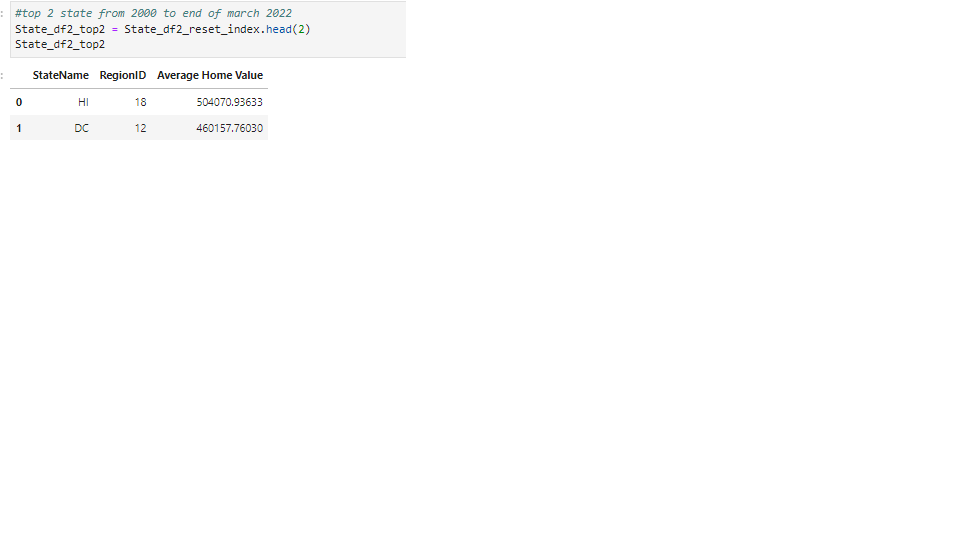 : #top 2 state from 2000 to end of march 2022
State_df2_top2 = State_df2_reset_index.head(2)
State_df2_top2
: StateName RegionID Average Home Value
0 HI 18 504070.93633
1 DC 12 460157.76030